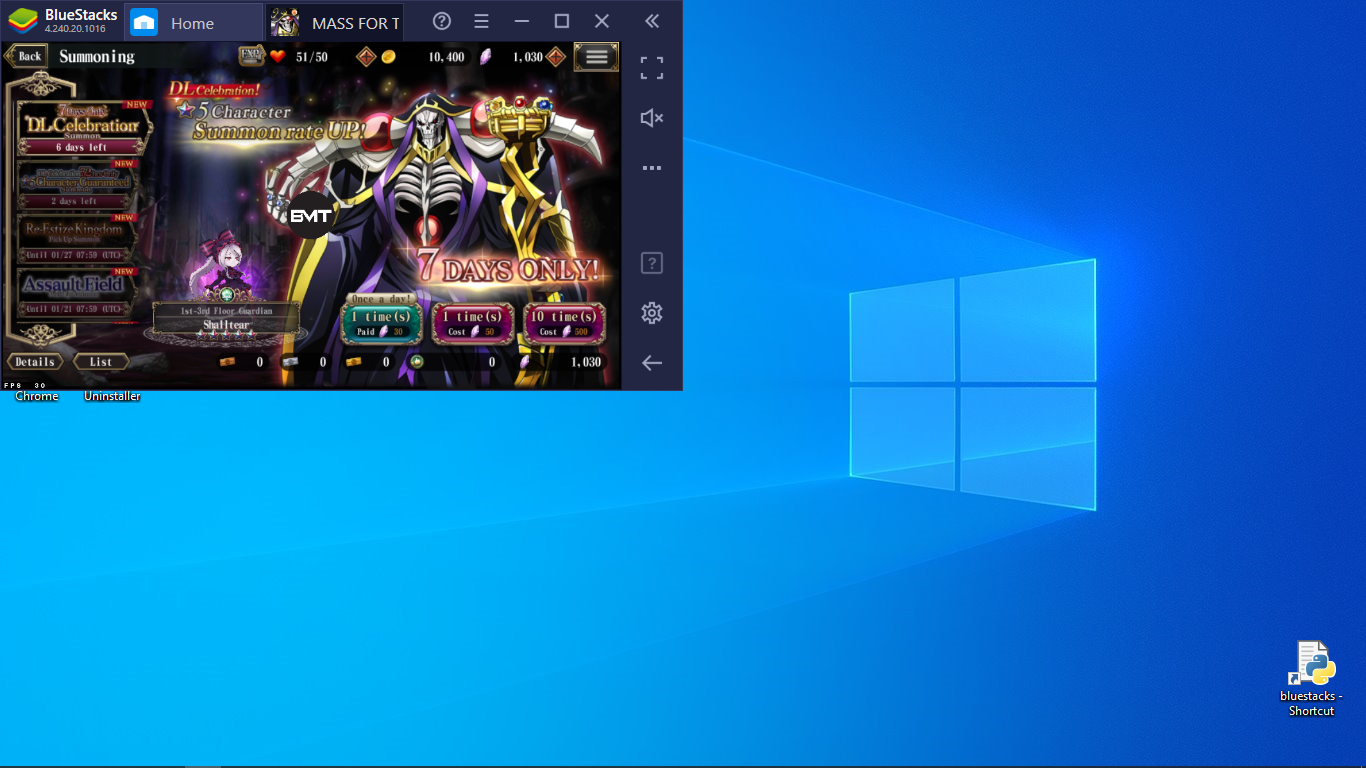 BlueStacks
4.240.20.1016
Home
MASS FOR T
Back
Summoning
EXP
51/50
10,400
1,030
NEW
7 Days Only
DL Celebration
Summon
6 days left
NEW
5Character Guaranteed
2 days left
NEW
Re-Estize Kingdom
Pick Up Summon
Until 01/27 07:59 (UTC)
NEW
Assault Field
Until 01/21 07:59 (UTC)
DL Celebration!
5 Character
Summon rate UP!
EMT
7 DAYS ONLY!
1st-3rd Floor Guardian
Shalltear
Once a day!
1 time(s)
Paid 30
1 time(s)
Cost 50
10 time(s)
Cost 500
Details
List
0
0
0
0
1,030
FPS 30
Chrome
Uninstaller
bluestacks -
Shortcut